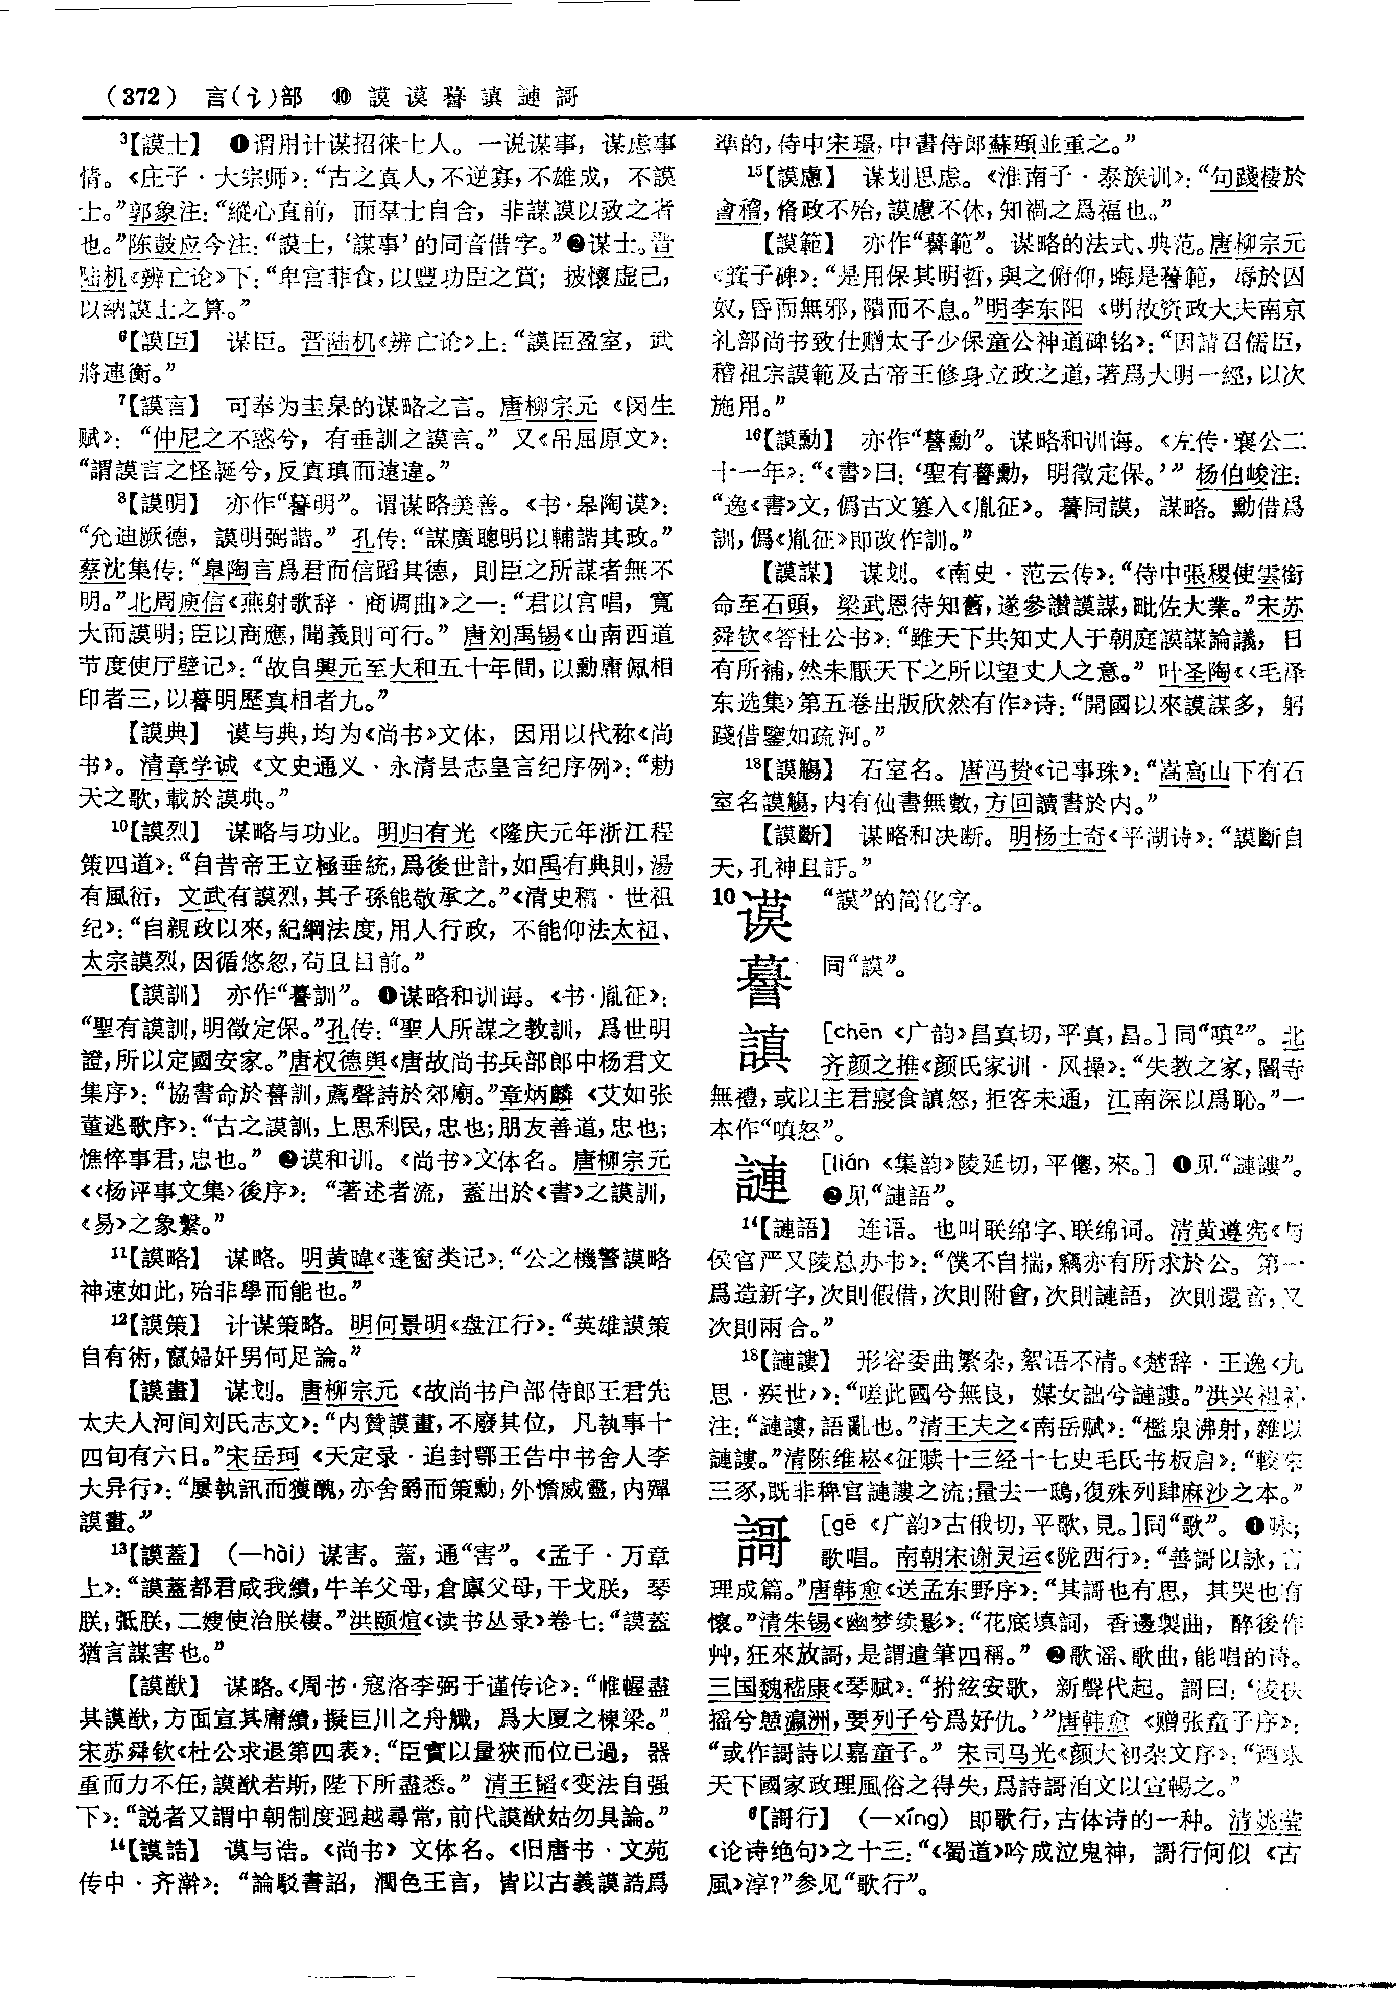 (372) 言(讠)部 ⑩ 謨谟謩謓謰謌
³【謨士】 ❶谓用计谋招徕士人。一说谋事，谋虑事
情。《庄子·大宗师》：“古之真人，不逆寡，不雄成，不謨
士。”郭象注：“縱心直前，而羣士自合，非謀謨以致之者
也。”陈鼓应今注：“謨士，‘謀事’的同音借字。”❷谋士。晋
陆机《辨亡论》下：“卑宫菲食，以豐功臣之賞；披懷虚己，
以納謨士之算。”
⁶【謨臣】 谋臣。晋陆机《辨亡论》上：“謨臣盈室，武
將連衡。”
⁷【謨言】 可奉为圭臬的谋略之言。唐柳宗元《闵生
赋》：“仲尼之不惑兮，有垂訓之謨言。”又《吊屈原文》：
“謂謨言之怪誕兮，反寘瑱而遠違。”
⁸【謨明】 亦作“謩明”。谓谋略美善。《书·皋陶谟》：
“允迪厥德，謨明弼諧。”孔传：“謀廣聰明以輔諧其政。”
蔡沈集传：“皋陶言爲君而信蹈其德，則臣之所謀者無不
明。”北周庾信《燕射歌辞·商调曲》之一：“君以宫唱，寬
大而謨明；臣以商應，聞義則可行。”唐刘禹锡《山南西道
节度使厅壁记》：“故自興元至大和五十年間，以勳庸佩相
印者三，以謩明歷真相者九。”
【謨典】 谟与典，均为《尚书》文体，因用以代称《尚
书》。清章学诚《文史通义·永清县志皇言纪序例》：“勅
天之歌，載於謨典。”
¹⁰【謨烈】 谋略与功业。明归有光《隆庆元年浙江程
策四道》：“自昔帝王立極垂統，爲後世計，如禹有典則，湯
有風衍，文武有謨烈，其子孫能敬承之。”《清史稿·世祖
纪》：“自親政以來，紀綱法度，用人行政，不能仰法太祖、
太宗謨烈，因循悠忽，苟且目前。”
【謨訓】 亦作“謩訓”。❶谋略和训诲。《书·胤征》：
“聖有謨訓，明徵定保。”孔传：“聖人所謀之教訓，爲世明
證，所以定國安家。”唐权德舆《唐故尚书兵部郎中杨君文
集序》：“協書命於謩訓，薦聲詩於郊廟。”章炳麟《艾如张
董逃歌序》：“古之謨訓，上思利民，忠也；朋友善道，忠也；
憔悴事君，忠也。”❷谟和训。《尚书》文体名。唐柳宗元
《〈杨评事文集〉後序》：“著述者流，蓋出於《書》之謨訓，
《易》之象繫。”
¹¹【謨略】 谋略。明黄暐《蓬窗类记》：“公之機警謨略
神速如此，殆非學而能也。”
¹²【謨策】 计谋策略。明何景明《盘江行》：“英雄謨策
自有術，竄婦奸男何足論。”
【謨畫】 谋划。唐柳宗元《故尚书户部侍郎王君先
太夫人河间刘氏志文》：“内贊謨畫，不廢其位，凡執事十
四旬有六日。”宋岳珂《天定录·追封鄂王告中书舍人李
大异行》：“屢執訊而獲醜，亦舍爵而策勳；外憺威靈，内殫
謨畫。”
¹³【謨蓋】 （—hài）谋害。蓋，通“害”。《孟子·万章
上》：“謨蓋都君咸我績，牛羊父母，倉廪父母，干戈朕，琴
朕，弤朕，二嫂使治朕棲。”洪颐煊《读书丛录》卷七：“謨蓋
猶言謀害也。”
【謨猷】 谋略。《周书·寇洛李弼于谨传论》：“帷幄盡
其謨猷，方面宣其庸績，擬巨川之舟艥，爲大厦之棟梁。”
宋苏舜钦《杜公求退第四表》：“臣實以量狹而位已過，器
重而力不任，謨猷若斯，陛下所盡悉。”清王韬《变法自强
下》：“説者又謂中朝制度迥越尋常，前代謨猷姑勿具論。”
¹⁴【謨誥】 谟与诰。《尚书》文体名。《旧唐书·文苑
传中·齐澣》：“論駁書詔，潤色王言，皆以古義謨誥爲
準的，侍中宋璟，中書侍郎蘇頲並重之。”
¹⁵【謨慮】 谋划思虑。《淮南子·泰族训》：“句踐棲於
會稽，脩政不殆，謨慮不休，知禍之爲福也。”
【謨範】 亦作“謩範”。谋略的法式、典范。唐柳宗元
《箕子碑》：“是用保其明哲，與之俯仰，晦是謩範，辱於囚
奴，昏而無邪，隤而不息。”明李东阳《明故资政大夫南京
礼部尚书致仕赠太子少保童公神道碑铭》：“因請召儒臣，
稽祖宗謨範及古帝王修身立政之道，著爲大明一經，以次
施用。”
¹⁶【謨勳】 亦作“謩勳”。谋略和训诲。《左传·襄公二
十一年》：“《書》曰：‘聖有謩勳，明徵定保。’”杨伯峻注：
“逸《書》文，僞古文篡入《胤征》。謩同謨，謀略。勳借爲
訓，僞《胤征》即改作訓。”
【謨謀】 谋划。《南史·范云传》：“侍中張稷使雲銜
命至石頭，梁武恩待如舊，遂參讚謨謀，毗佐大業。”宋苏
舜钦《答杜公书》：“雖天下共知丈人于朝庭謨謀論議，日
有所補，然未厭天下之所以望丈人之意。”叶圣陶《〈毛泽
东选集〉第五卷出版欣然有作》诗：“開國以來謨謀多，躬
踐借鑒如疏河。”
¹⁸【謨觴】 石室名。唐冯贽《记事珠》：“嵩高山下有石
室名謨觴，内有仙書無數，方回讀書於内。”
【謨斷】 谋略和决断。明杨士奇《平湖诗》：“謨斷自
天，孔神且訏。”
10谟 “謨”的简化字。
謩 同“謨”。
謓 [chēn《广韵》昌真切，平真，昌。]同“嗔²”。北
齐颜之推《颜氏家训·风操》：“失教之家，閽寺
無禮，或以主君寢食謓怒，拒客未通，江南深以爲恥。”一
本作“嗔怒”。
謰 [lián《集韵》陵延切，平僊，來。] ❶见“謰謱”。
❷见“謰語”。
¹⁴【謰語】 连语。也叫联绵字、联绵词。清黄遵宪《与
侯官严又陵总办书》：“僕不自揣，竊亦有所求於公。第一
爲造新字，次則假借，次則附會，次則謰語，次則還音，又
次則兩合。”
¹⁸【謰謱】 形容委曲繁杂，絮语不清。《楚辞·王逸〈九
思·疾世〉》：“嗟此國兮無良，媒女詘兮謰謱。”洪兴祖补
注：“謰謱，語亂也。”清王夫之《南岳赋》：“檻泉沸射，雜以
謰謱。”清陈维崧《征赎十三经十七史毛氏书板启》：“較來
三豕，既非稗官謰謱之流；量去一鴟，復殊列肆麻沙之本。”
謌 [gē《广韵》古俄切，平歌，見。]同“歌”。❶咏；
歌唱。南朝宋谢灵运《陇西行》：“善謌以詠，言
理成篇。”唐韩愈《送孟东野序》：“其謌也有思，其哭也有
懷。”清朱锡《幽梦续影》：“花底填詞，香邊製曲，醉後作
艸，狂來放謌，是謂遣筆四稱。”❷歌谣、歌曲，能唱的诗。
三国魏嵇康《琴赋》：“拊絃安歌，新聲代起。謌曰：‘凌扶
摇兮憩瀛洲，要列子兮爲好仇。’”唐韩愈《赠张童子序》：
“或作謌詩以嘉童子。”宋司马光《颜太初杂文序》：“迺求
天下國家政理風俗之得失，爲詩謌洎文以宣暢之。”
⁶【謌行】 （—xíng）即歌行，古体诗的一种。清姚莹
《论诗绝句》之十三：“《蜀道》吟成泣鬼神，謌行何似《古
風》淳？”参见“歌行”。